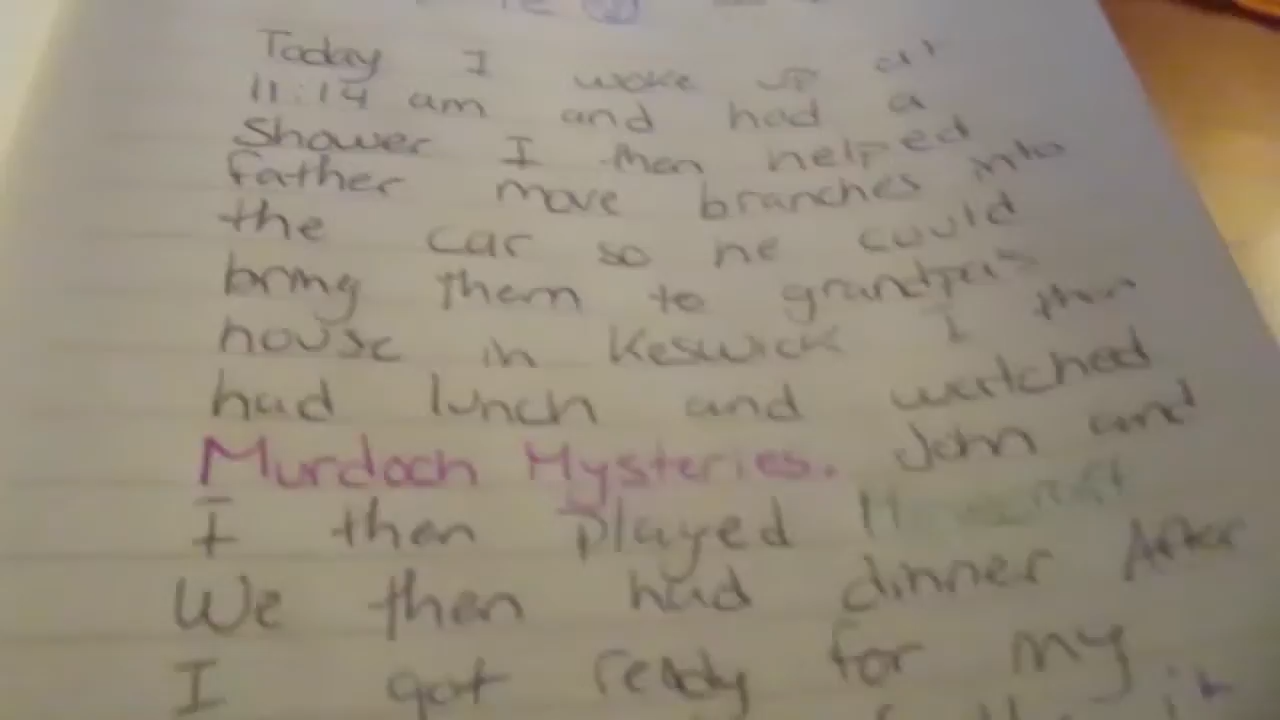 Today I woke up at
11:14 am and had a
Shower I then helped
father move branches into
the car so he could
bring them to grandpa's
house in Keswick I then
had lunch and watched
Murdoch Mysteries. John and
I then played
We then had dinner After
I got ready for my